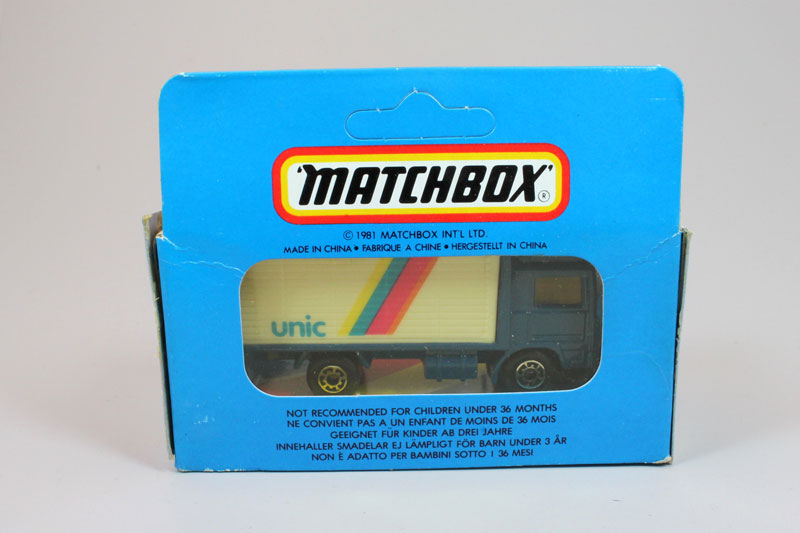 "MATCHBOX"®
© 1981 MATCHBOX INT'L LTD.
MADE IN CHINA • FABRIQUE A CHINE • HERGESTELLT IN CHINA
unic
NOT RECOMMENDED FOR CHILDREN UNDER 36 MONTHS
NE CONVIENT PAS A UN ENFANT DE MOINS DE 36 MOIS
GEEIGNET FÜR KINDER AB DREI JAHRE
INNEHALLER SMADELAR EJ LÄMPLIGT FÖR BARN UNDER 3 ÅR
NON È ADATTO PER BAMBINI SOTTO I 36 MESI